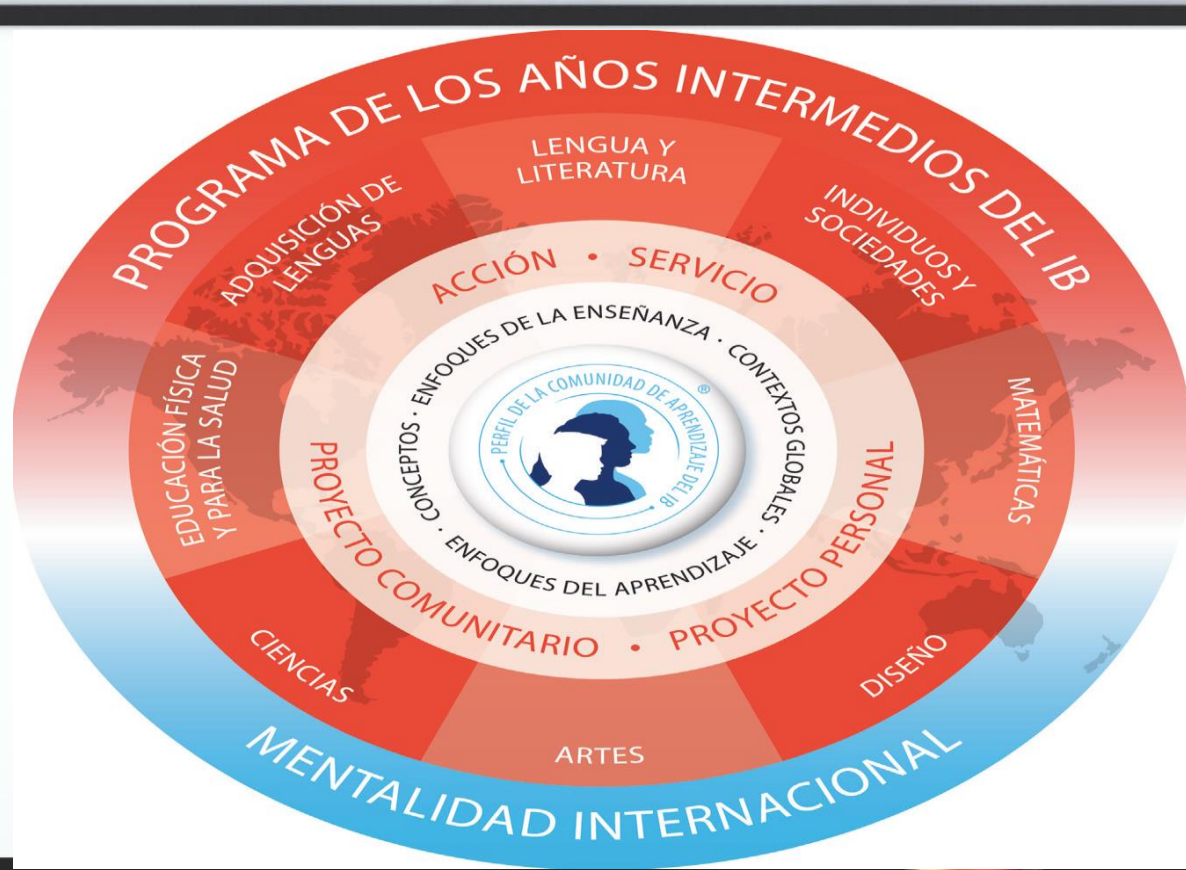 PROGRAMA DE LOS AÑOS INTERMEDIOS DEL IB
LENGUA Y
LITERATURA
INDIVIDUOS Y
SOCIEDADES
MATEMÁTICAS
DISEÑO
ARTES
CIENCIAS
EDUCACIÓN FÍSICA
Y PARA LA SALUD
ADQUISICIÓN DE
LENGUAS
ACCIÓN • SERVICIO
PROYECTO COMUNITARIO • PROYECTO PERSONAL
CONCEPTOS · ENFOQUES DE LA ENSEÑANZA · CONTEXTOS GLOBALES ·
ENFOQUES DEL APRENDIZAJE ·
PERFIL DE LA COMUNIDAD DE APRENDIZAJE DEL IB ®
MENTALIDAD INTERNACIONAL